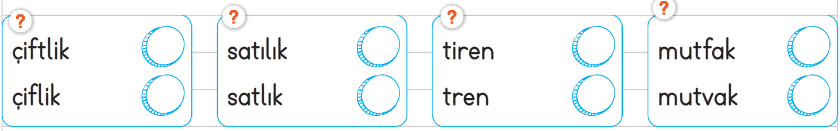 ?
çiftlik
çiflik
?
satılık
satlık
?
tiren
tren
?
mutfak
mutvak